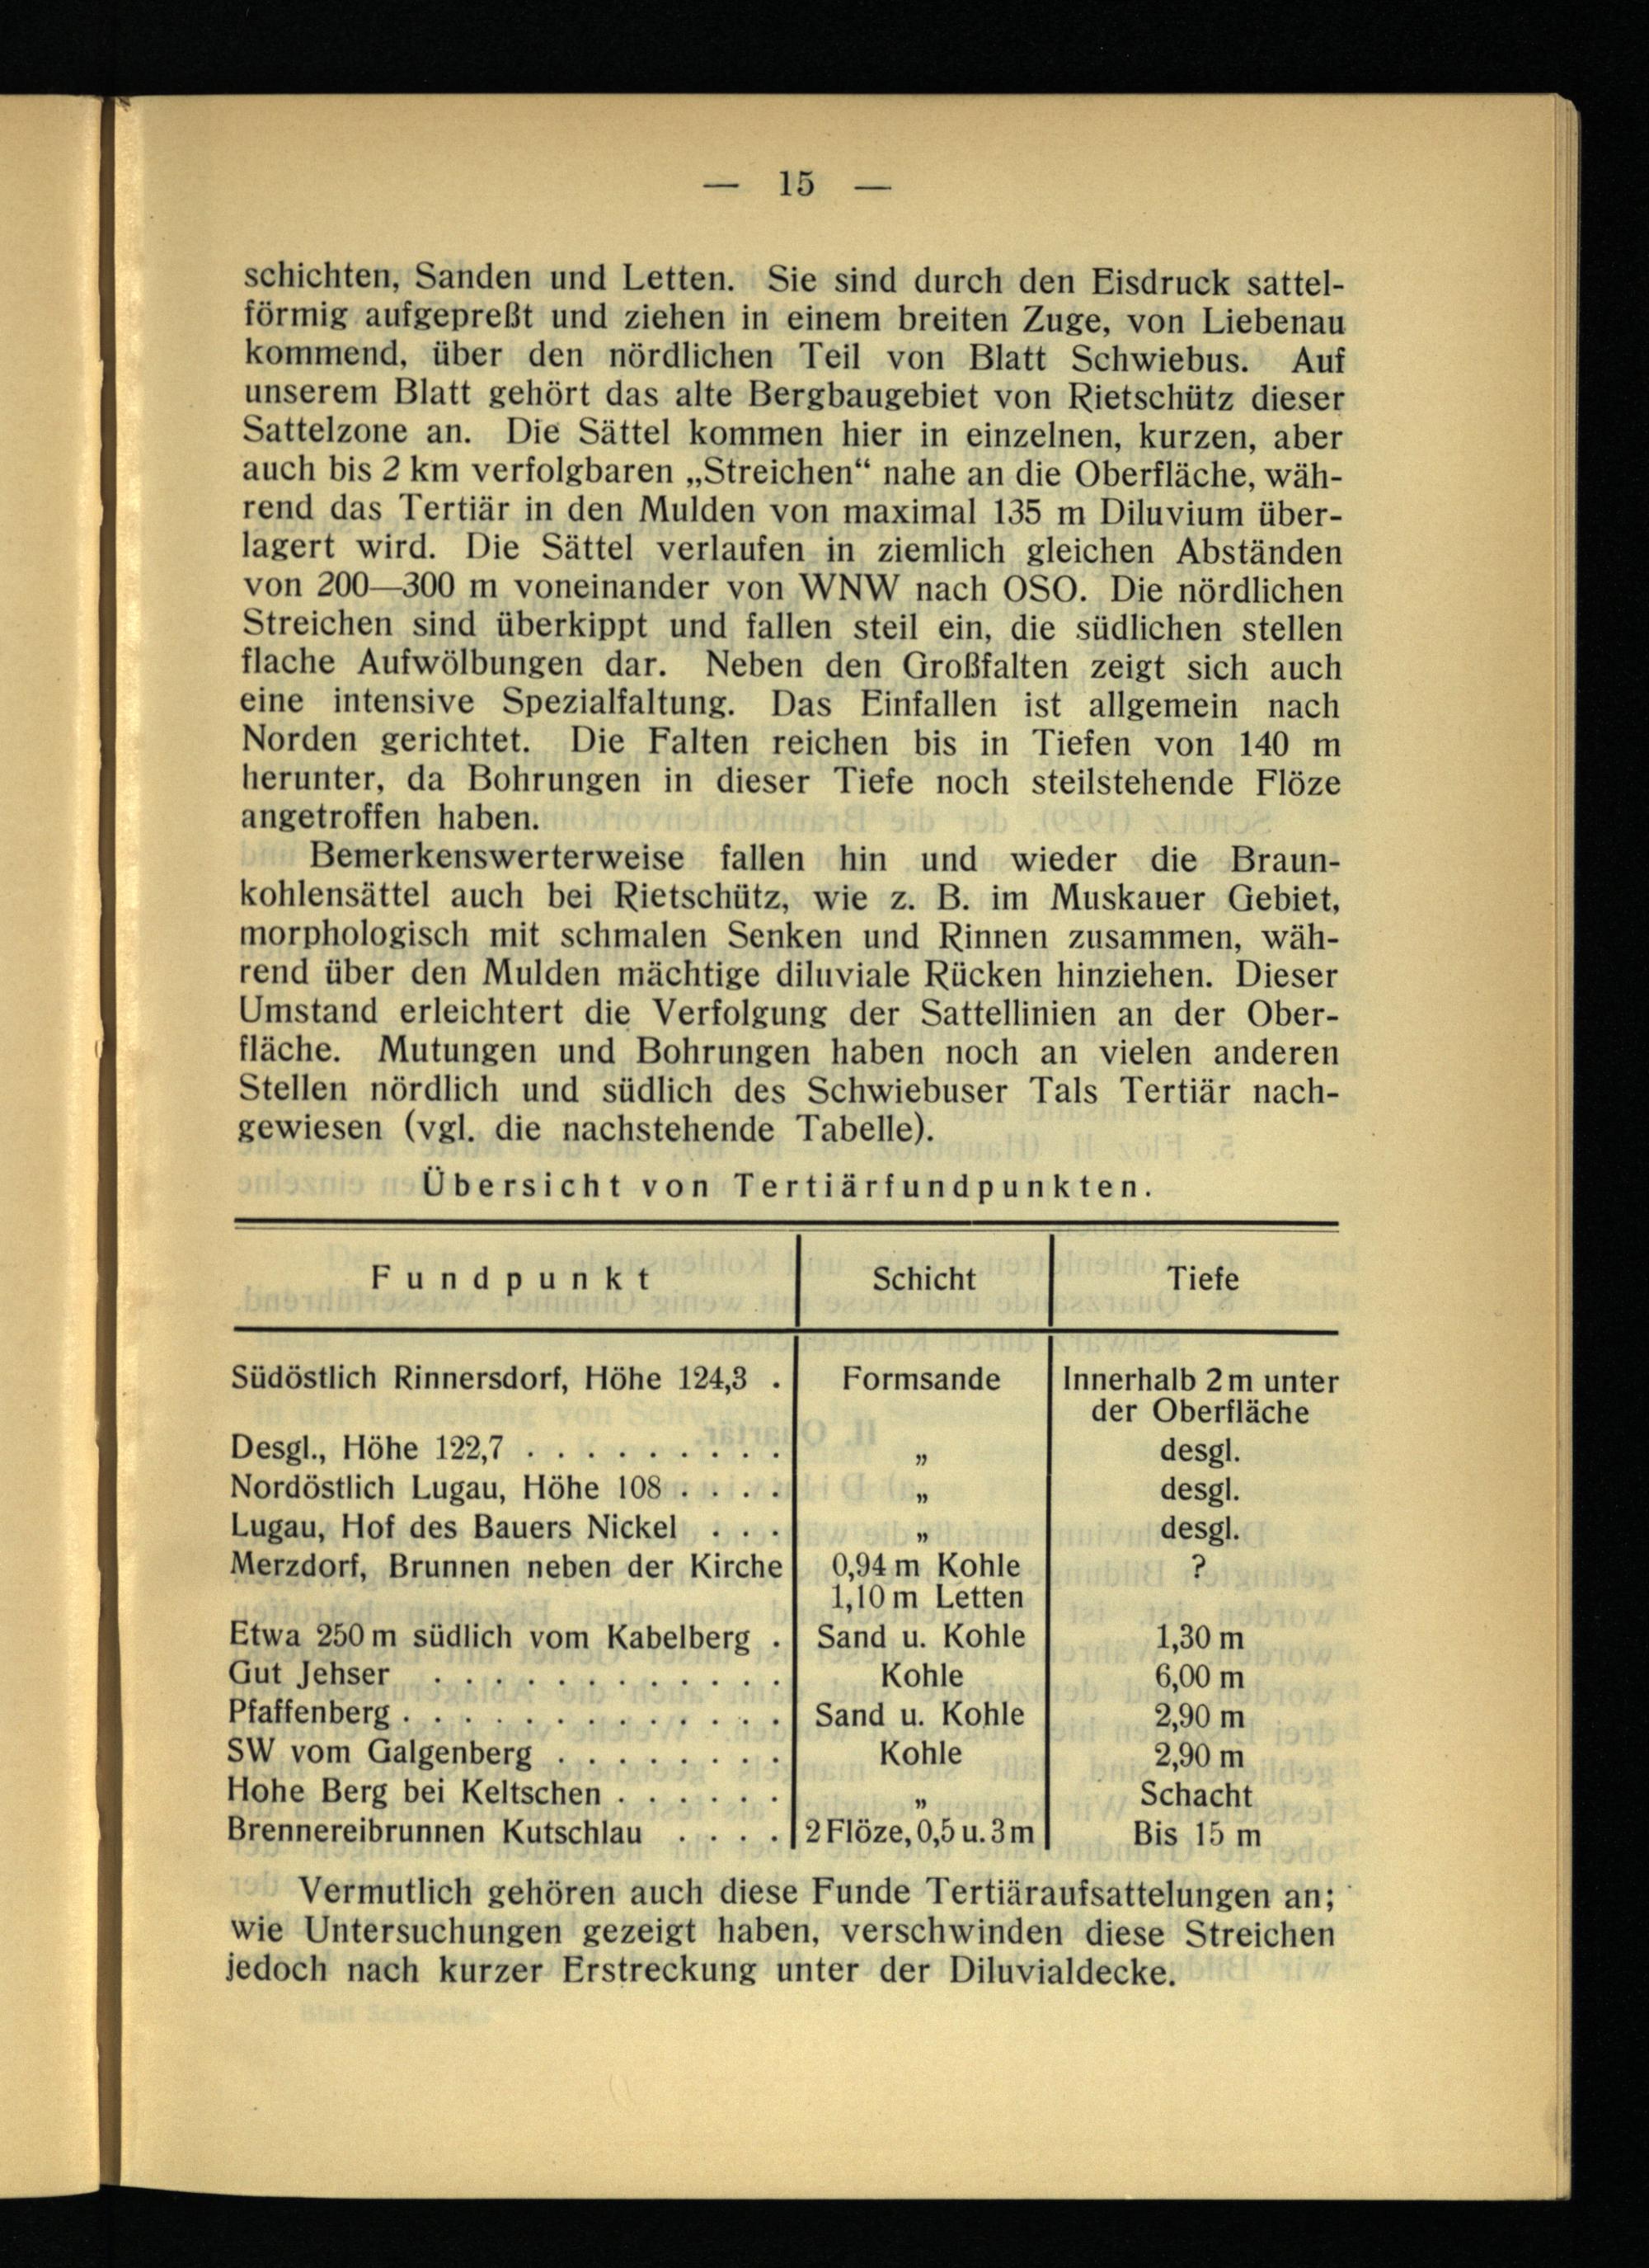 — 15 —
schichten, Sanden und Letten. Sie sind durch den Eisdruck sattel-
förmig aufgepreßt und ziehen in einem breiten Zuge, von Liebenau
kommend, über den nördlichen Teil von Blatt Schwiebus. Auf
unserem Blatt gehört das alte Bergbaugebiet von Rietschütz dieser
Sattelzone an. Die Sättel kommen hier in einzelnen, kurzen, aber
auch bis 2 km verfolgbaren „Streichen“ nahe an die Oberfläche, wäh-
rend das Tertiär in den Mulden von maximal 135 m Diluvium über-
lagert wird. Die Sättel verlaufen in ziemlich gleichen Abständen
von 200—300 m voneinander von WNW nach OSO. Die nördlichen
Streichen sind überkippt und fallen steil ein, die südlichen stellen
flache Aufwölbungen dar. Neben den Großfalten zeigt sich auch
eine intensive Spezialfaltung. Das Einfallen ist allgemein nach
Norden gerichtet. Die Falten reichen bis in Tiefen von 140 m
herunter, da Bohrungen in dieser Tiefe noch steilstehende Flöze
angetroffen haben.
Bemerkenswerterweise fallen hin und wieder die Braun-
kohlensättel auch bei Rietschütz, wie z. B. im Muskauer Gebiet,
morphologisch mit schmalen Senken und Rinnen zusammen, wäh-
rend über den Mulden mächtige diluviale Rücken hinziehen. Dieser
Umstand erleichtert die Verfolgung der Sattellinien an der Ober-
fläche. Mutungen und Bohrungen haben noch an vielen anderen
Stellen nördlich und südlich des Schwiebuser Tals Tertiär nach-
gewiesen (vgl. die nachstehende Tabelle).
Übersicht von Tertiärfundpunkten.
Fundpunkt Schicht Tiefe
Südöstlich Rinnersdorf, Höhe 124,3 . Formsande Innerhalb 2 m unter
der Oberfläche
Desgl., Höhe 122,7 . . . . . . . . . „ desgl.
Nordöstlich Lugau, Höhe 108 . . . . „ desgl.
Lugau, Hof des Bauers Nickel . . . „ desgl.
Merzdorf, Brunnen neben der Kirche 0,94 m Kohle ?
1,10 m Letten
Etwa 250 m südlich vom Kabelberg . Sand u. Kohle 1,30 m
Gut Jehser . . . . . . . . . . . . Kohle 6,00 m
Pfaffenberg . . . . . . . . . . . . . Sand u. Kohle 2,90 m
SW vom Galgenberg . . . . . . . . Kohle 2,90 m
Hohe Berg bei Keltschen . . . . . . „ Schacht
Brennereibrunnen Kutschlau . . . . 2 Flöze, 0,5 u. 3 m Bis 15 m
Vermutlich gehören auch diese Funde Tertiäraufsattelungen an;
wie Untersuchungen gezeigt haben, verschwinden diese Streichen
jedoch nach kurzer Erstreckung unter der Diluvialdecke.